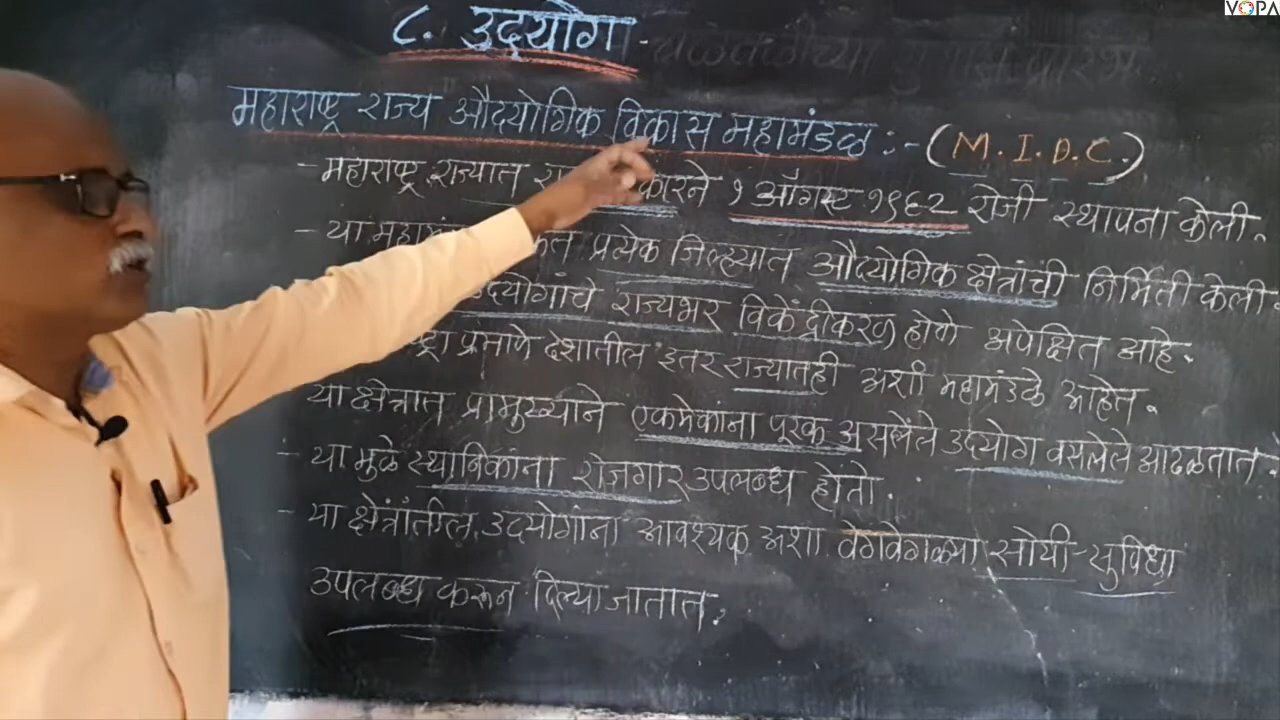 VOPA
८. उद्योग -
महाराष्ट्र राज्य औद्योगिक विकास महामंडळ :- (M.I.D.C.)
- महाराष्ट्र राज्यात १ ऑगस्ट १९६२ रोजी स्थापना केली.
- या प्रत्येक जिल्ह्यात औद्योगिक क्षेत्रांची निर्मिती केली
उद्योगांचे राज्यभर विकेंद्रीकरण होणे अपेक्षित आहे.
प्रमाणे देशातील इतर राज्यातही अशी महामंडळे आहेत.
या क्षेत्रात प्रामुख्याने एकमेकांना पूरक असलेले उद्योग वसलेले आढळतात.
- या मुळे स्थानिकांना रोजगार उपलब्ध होतो.
- या क्षेत्रांतील उद्योगांना आवश्यक अशा वेगवेगळ्या सोयी-सुविधा
उपलब्ध करून दिल्या जातात.